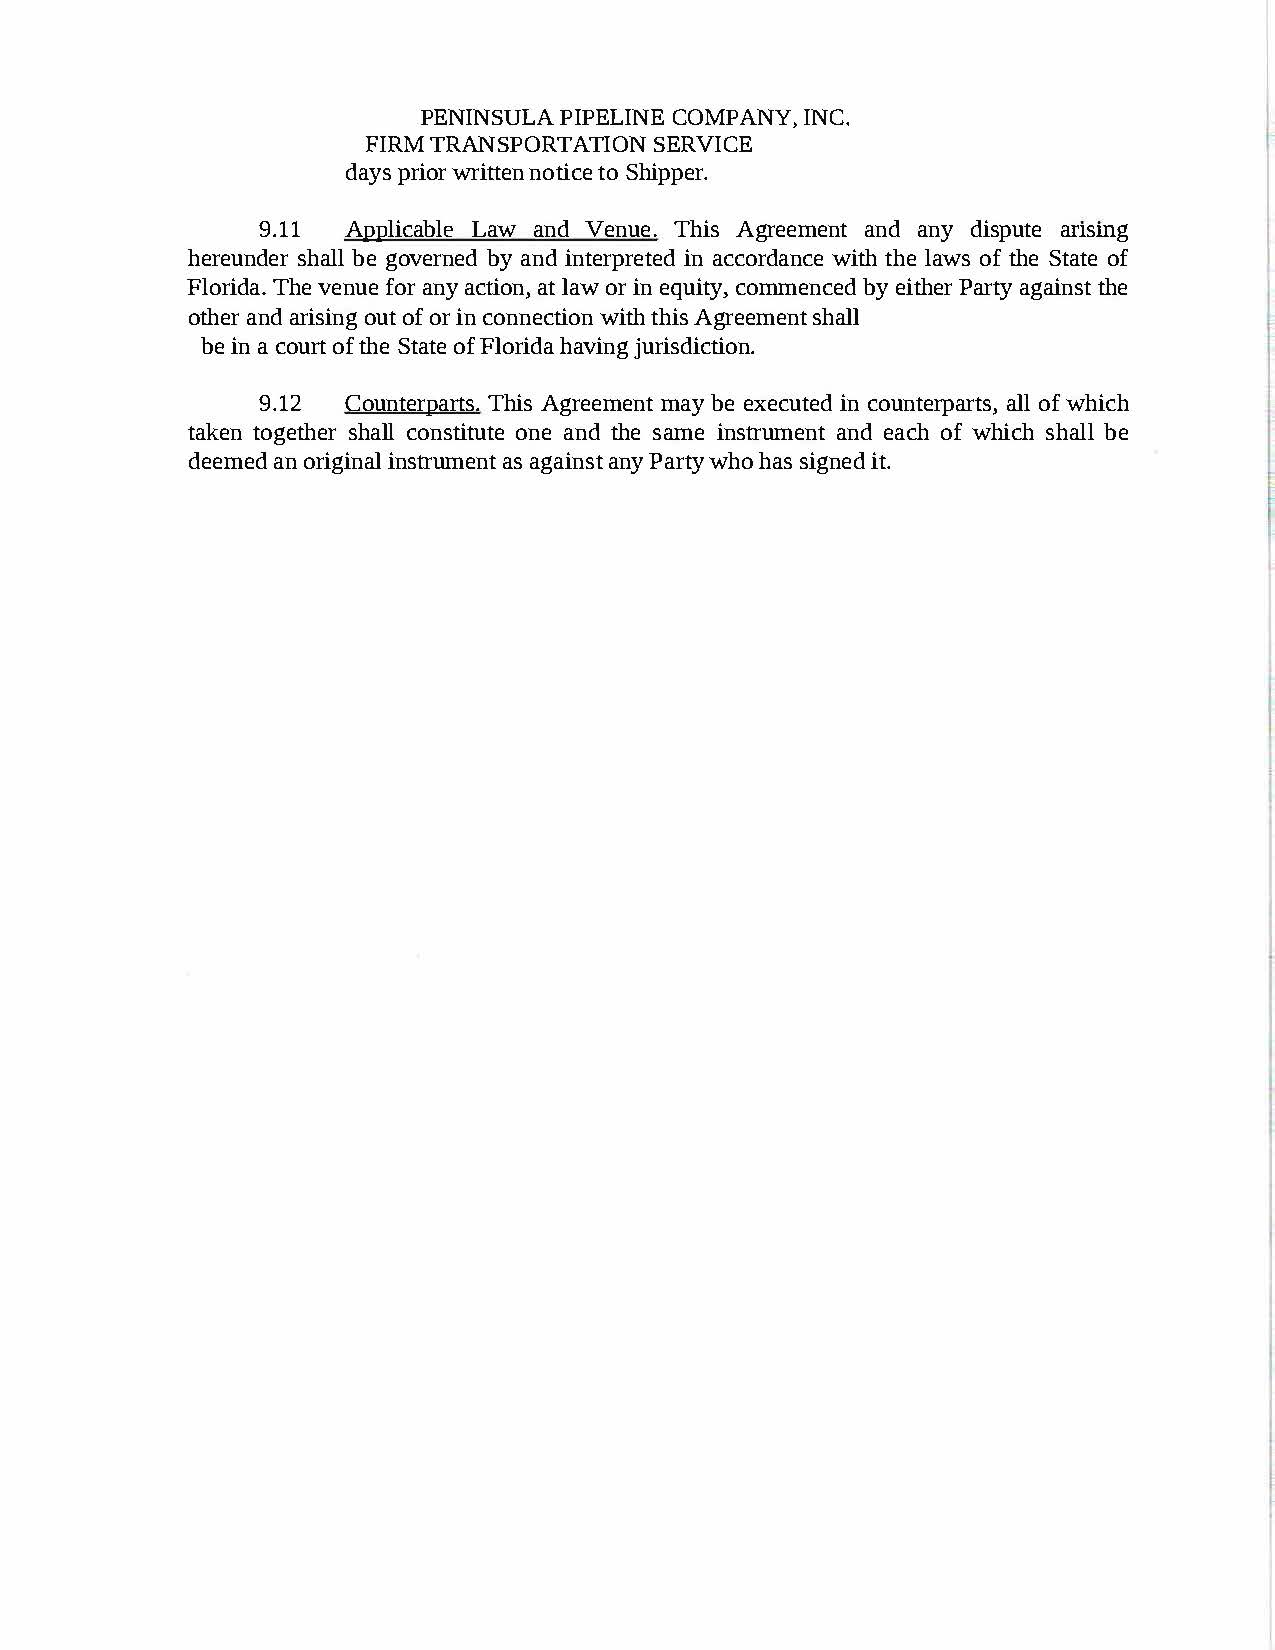 PENINSULA PIPELINE COMPANY, INC.
FIRM TRANSPORTATION SERVICE
days prior written notice to Shipper.
9.11 Applicable Law and Venue. This Agreement and any dispute arising
hereunder shall be governed by and interpreted in accordance with the laws of the State of
Florida. The venue for any action, at law or in equity, commenced by either Party against the
other and arising out of or in connection with this Agreement shall
be in a court of the State of Florida having jurisdiction.
9.12 Counterparts. This Agreement may be executed in counterparts, all of which
taken together shall constitute one and the same instrument and each of which shall be
deemed an original instrument as against any Party who has signed it.